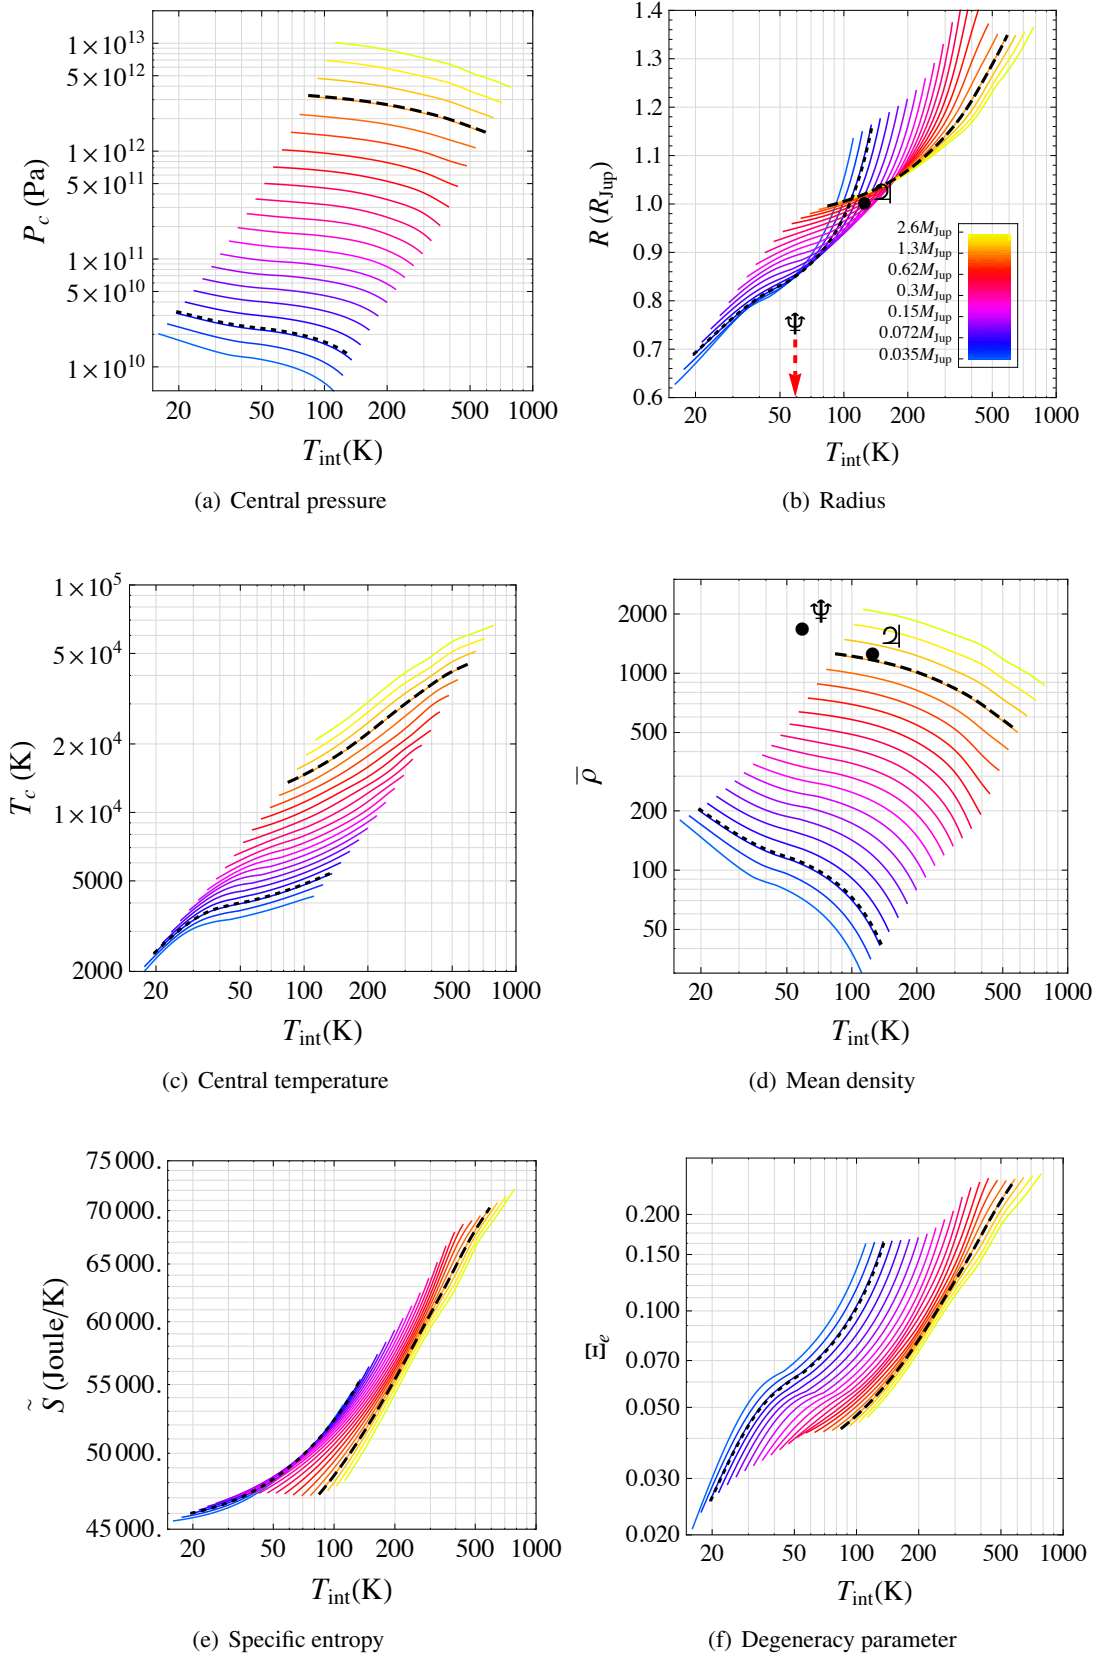 1×10^13
5×10^12
1×10^12
5×10^11
1×10^11
5×10^10
1×10^10
P_c (Pa)
20 50 100 200 500 1000
T_int(K)
(a) Central pressure
1.4
1.3
1.2
1.1
1.0
0.9
0.8
0.7
0.6
R (R_Jup)
♃
♆
2.6M_Jup
1.3M_Jup
0.62M_Jup
0.3M_Jup
0.15M_Jup
0.072M_Jup
0.035M_Jup
20 50 100 200 500 1000
T_int(K)
(b) Radius
1×10^5
5×10^4
2×10^4
1×10^4
5000
2000
T_c (K)
20 50 100 200 500 1000
T_int(K)
(c) Central temperature
2000
1000
500
200
100
50
ρ̄
♆
♃
20 50 100 200 500 1000
T_int(K)
(d) Mean density
75 000.
70 000.
65 000.
60 000.
55 000.
50 000.
45 000.
S̃ (Joule/K)
20 50 100 200 500 1000
T_int(K)
(e) Specific entropy
0.200
0.150
0.100
0.070
0.050
0.030
0.020
Ξ_e
20 50 100 200 500 1000
T_int(K)
(f) Degeneracy parameter